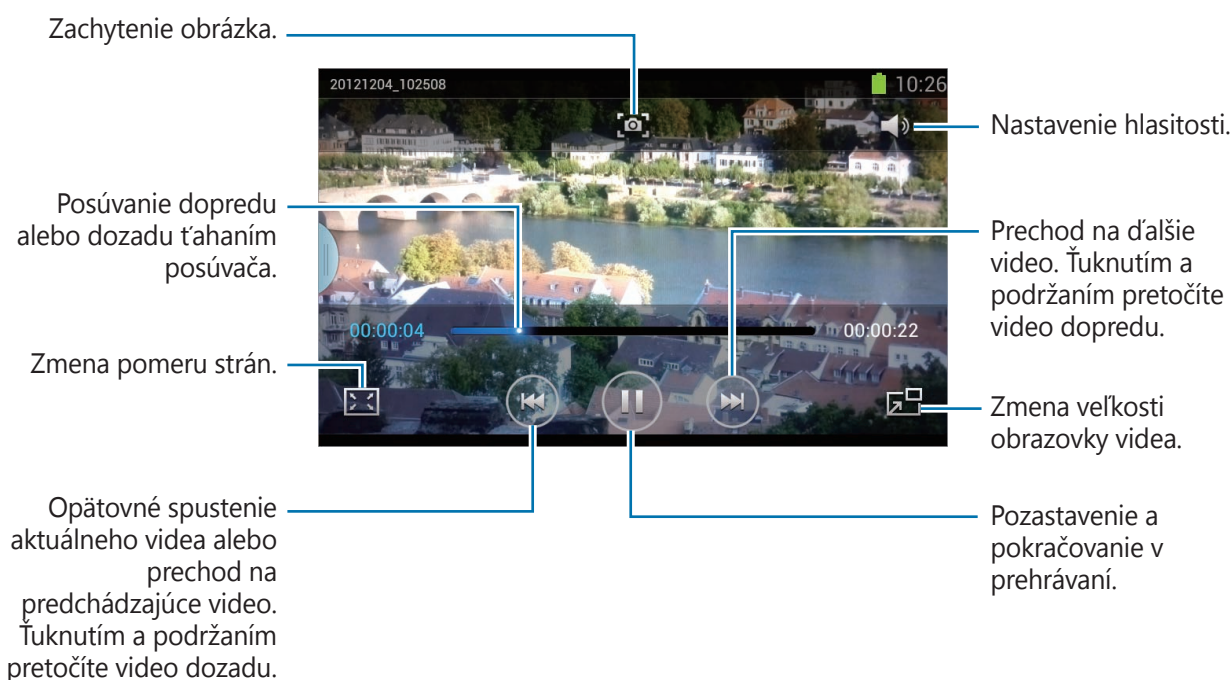 Zachytenie obrázka.
20121204_102508
10:26
Nastavenie hlasitosti.
Posúvanie dopredu
alebo dozadu ťahaním
posúvača.
Prechod na ďalšie
video. Ťuknutím a
podržaním pretočíte
video dopredu.
00:00:04
00:00:22
Zmena pomeru strán.
Zmena veľkosti
obrazovky videa.
Opätovné spustenie
aktuálneho videa alebo
prechod na
predchádzajúce video.
Ťuknutím a podržaním
pretočíte video dozadu.
Pozastavenie a
pokračovanie v
prehrávaní.